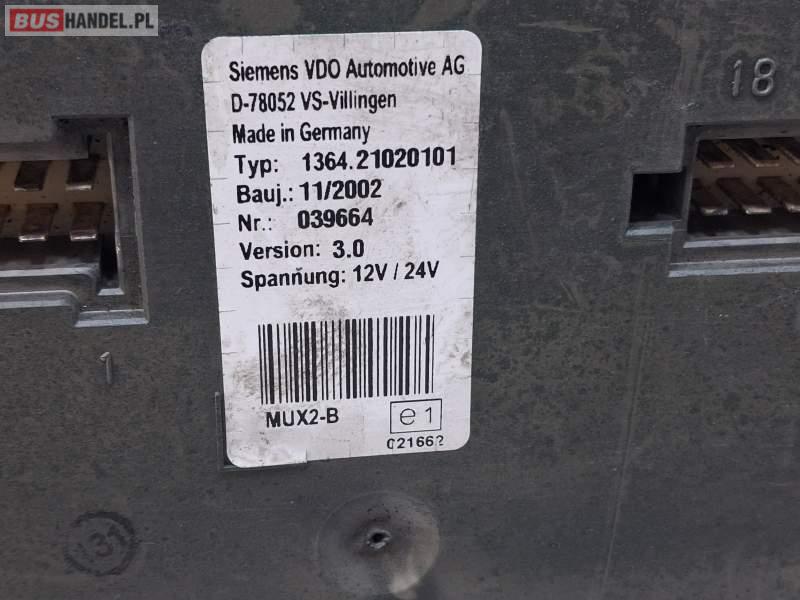 BUSHANDEL.PL
Siemens VDO Automotive AG
D-78052 VS-Villingen
Made in Germany
Typ: 1364.21020101
Bauj.: 11/2002
Nr.: 039664
Version: 3.0
Spannung: 12V / 24V
MUX2-B
e1
021662
18
1
131